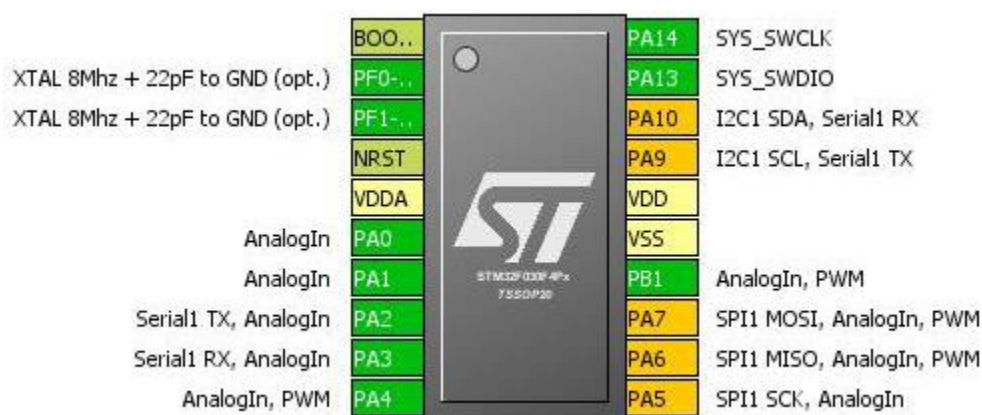 BOO.. PA14 SYS_SWCLK
XTAL 8Mhz + 22pF to GND (opt.) PF0-.. PA13 SYS_SWDIO
XTAL 8Mhz + 22pF to GND (opt.) PF1-.. PA10 I2C1 SDA, Serial1 RX
NRST PA9 I2C1 SCL, Serial1 TX
VDDA VDD
AnalogIn PA0 VSS
AnalogIn PA1 STM32F030F4Px PB1 AnalogIn, PWM
TSSOP20
Serial1 TX, AnalogIn PA2 PA7 SPI1 MOSI, AnalogIn, PWM
Serial1 RX, AnalogIn PA3 PA6 SPI1 MISO, AnalogIn, PWM
AnalogIn, PWM PA4 PA5 SPI1 SCK, AnalogIn